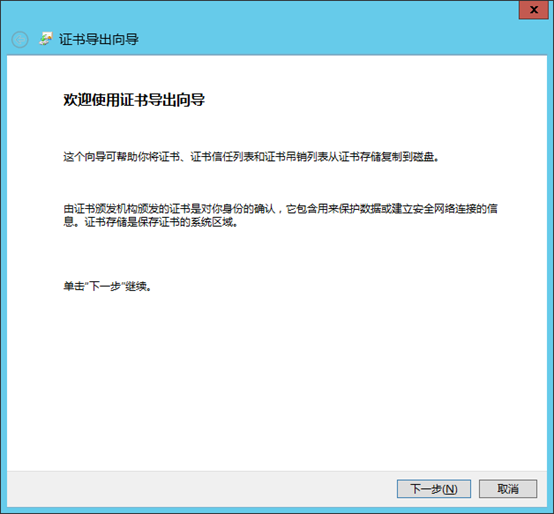 证书导出向导
欢迎使用证书导出向导
这个向导可帮助你将证书、证书信任列表和证书吊销列表从证书存储复制到磁盘。
由证书颁发机构颁发的证书是对你身份的确认，它包含用来保护数据或建立安全网络连接的信
息。证书存储是保存证书的系统区域。
单击"下一步"继续。
下一步(N)
取消